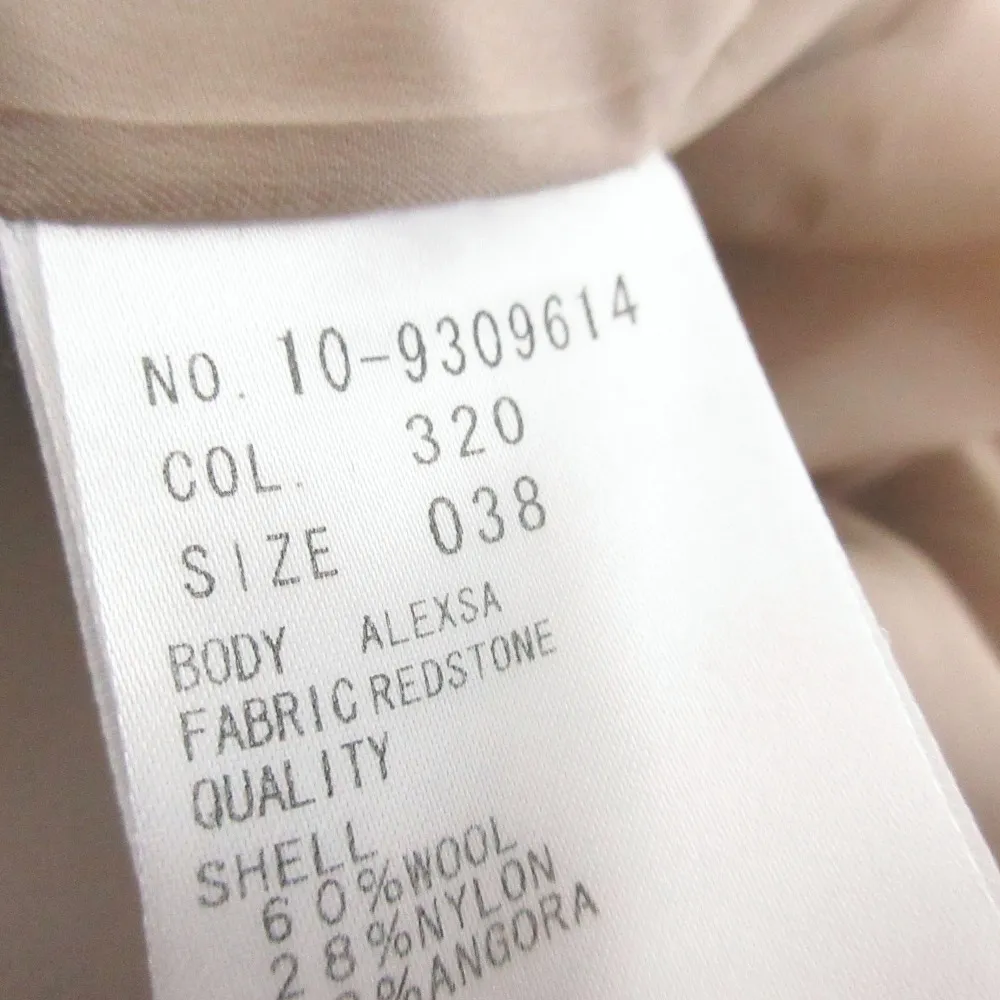 NO. 10-9309614
COL. 320
SIZE 038
BODY ALEXSA
FABRIC REDSTONE
QUALITY
SHELL
60%WOOL
28%NYLON
%ANGORA